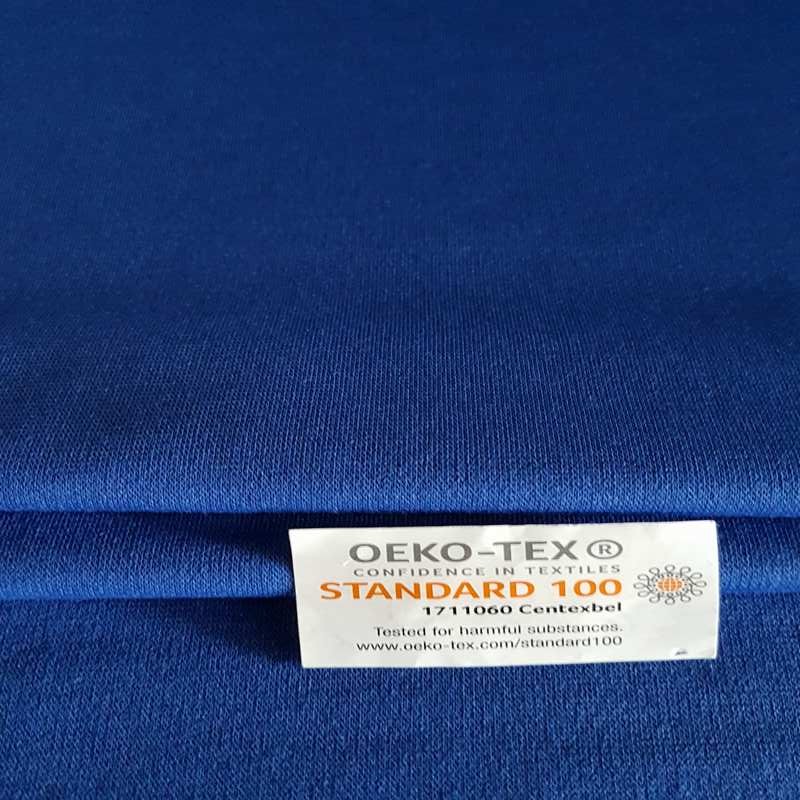 OEKO-TEX®
CONFIDENCE IN TEXTILES
STANDARD 100
1711060 Centexbel
Tested for harmful substances.
www.oeko-tex.com/standard100